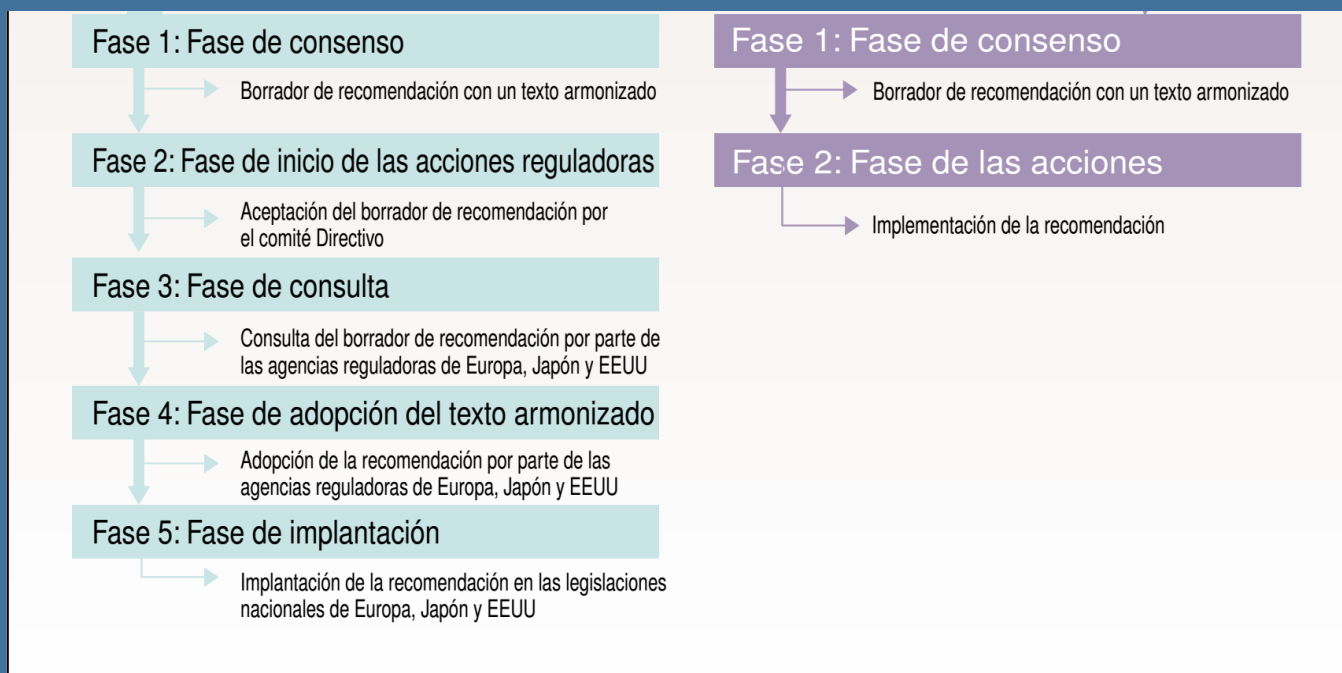 Fase 1: Fase de consenso
Borrador de recomendación con un texto armonizado
Fase 2: Fase de inicio de las acciones reguladoras
Aceptación del borrador de recomendación por
el comité Directivo
Fase 3: Fase de consulta
Consulta del borrador de recomendación por parte de
las agencias reguladoras de Europa, Japón y EEUU
Fase 4: Fase de adopción del texto armonizado
Adopción de la recomendación por parte de las
agencias reguladoras de Europa, Japón y EEUU
Fase 5: Fase de implantación
Implantación de la recomendación en las legislaciones
nacionales de Europa, Japón y EEUU
Fase 1: Fase de consenso
Borrador de recomendación con un texto armonizado
Fase 2: Fase de las acciones
Implementación de la recomendación